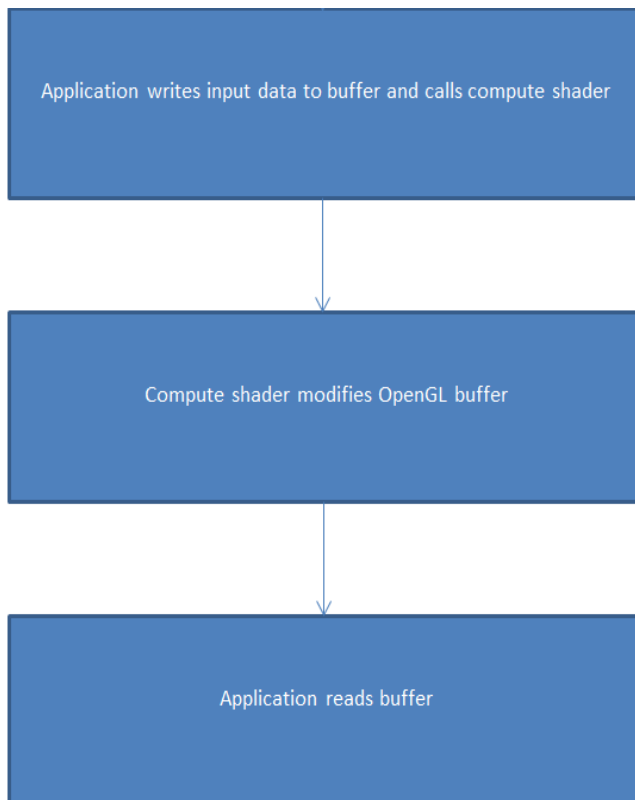 Application writes input data to buffer and calls compute shader
Compute shader modifies OpenGL buffer
Application reads buffer